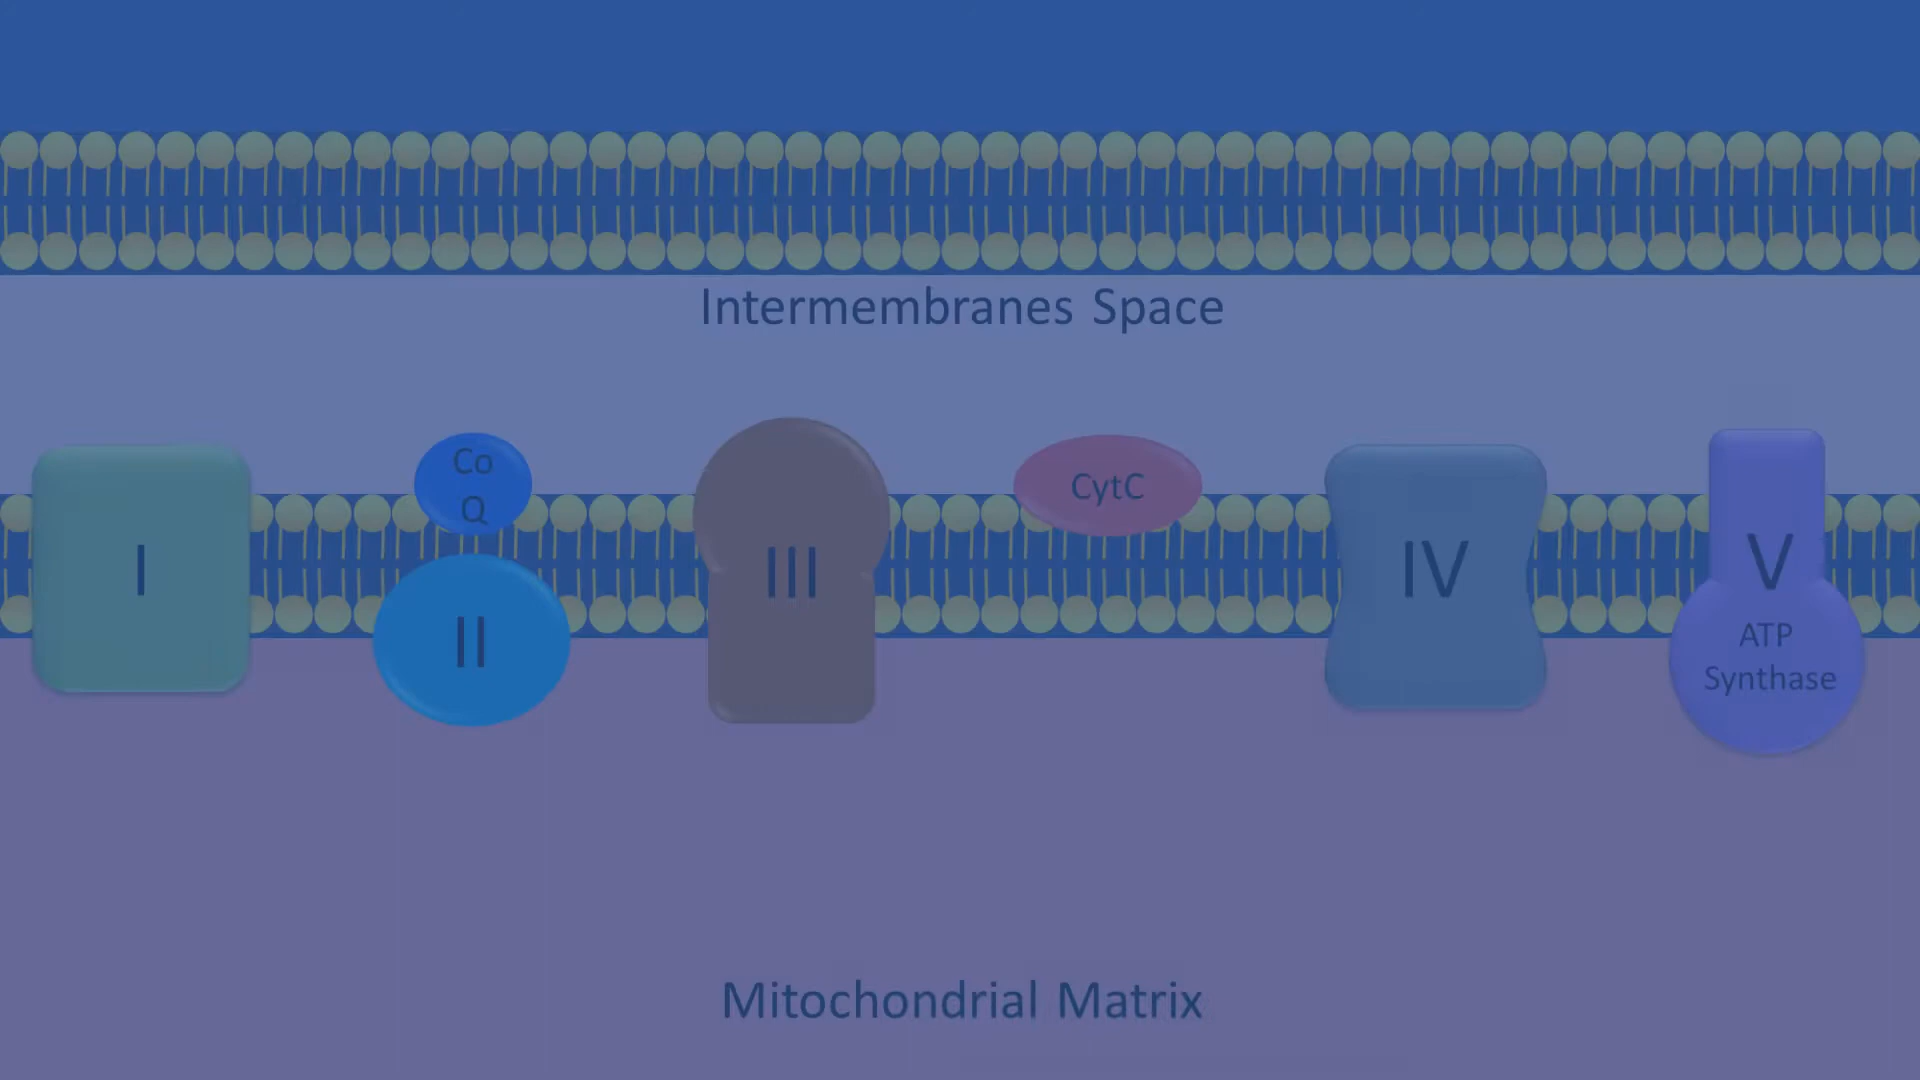 Intermembranes Space
I
Co
Q
II
III
CytC
IV
V
ATP
Synthase
Mitochondrial Matrix